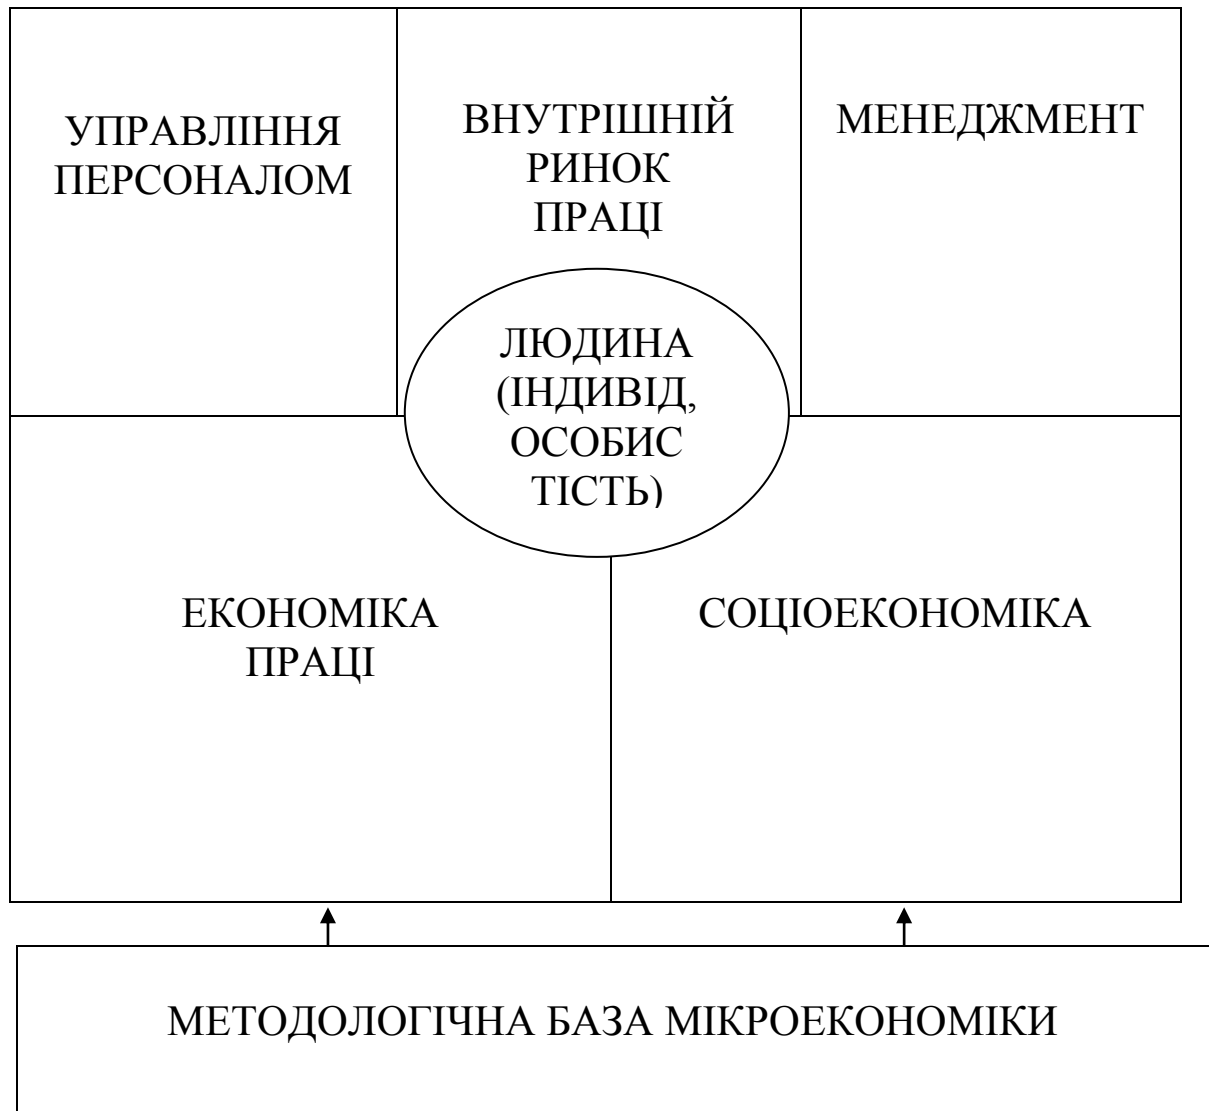 УПРАВЛІННЯ
ПЕРСОНАЛОМ
ВНУТРІШНІЙ
РИНОК
ПРАЦІ
МЕНЕДЖМЕНТ
ЛЮДИНА
(ІНДИВІД,
ОСОБИС
ТІСТЬ)
ЕКОНОМІКА
ПРАЦІ
СОЦІОЕКОНОМІКА
МЕТОДОЛОГІЧНА БАЗА МІКРОЕКОНОМІКИ